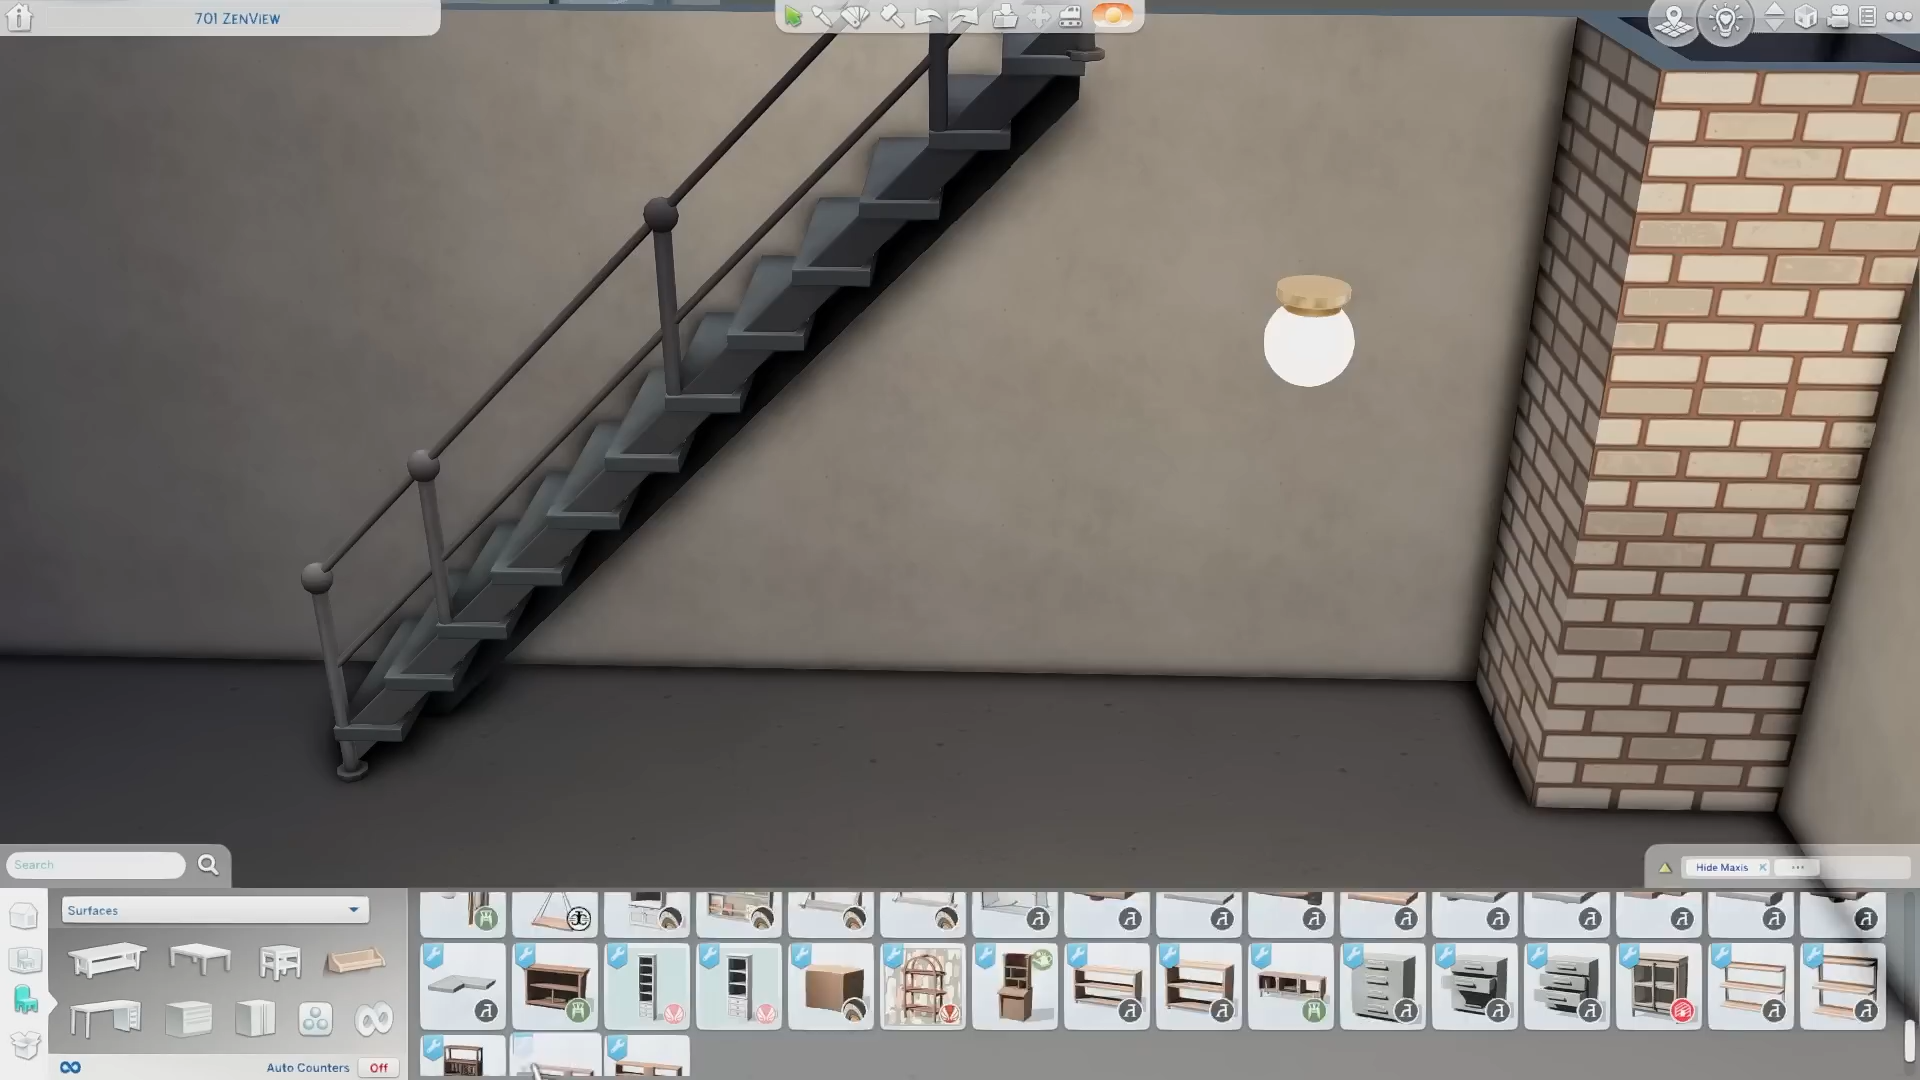 701 ZenView
Search
Hide Maxis
Surfaces
Auto Counters Off